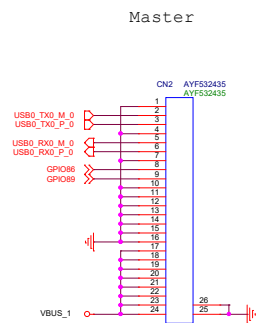 Master
CN2 AYF532435
AYF532435
1
2
USB0_TX0_M_0
3
USB0_TX0_P_0
4
5
USB0_RX0_M_0
6
USB0_RX0_P_0
7
8
GPIO86
9
GPIO89
10
11
12
13
14
15
16
17
18
19
20
21
22
23 26
VBUS_1 24 25